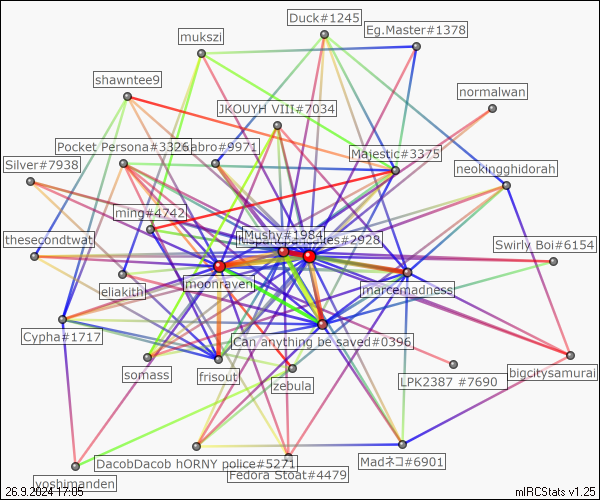 Duck#1245
Eg.Master#1378
mukszi
shawntee9
normalwan
JKOUYH VIII#7034
Pocket Persona#3326
abro#9971
Majestic#3375
Silver#7938
neokingghidorah
ming#4742
Mushy#1984
#2928
thesecondtwat
Swirly Boi#6154
moonraven
eliakith
marcemadness
Cypha#1717
Can anything be saved#0396
somass
frisout
zebula
LPK2387 #7690
bigcitysamurai
DacobDacob hORNY police#5271
Madネコ#6901
Fedora Stoat#4479
yoshimanden
26.9.2024 17:05
mIRCStats v1.25